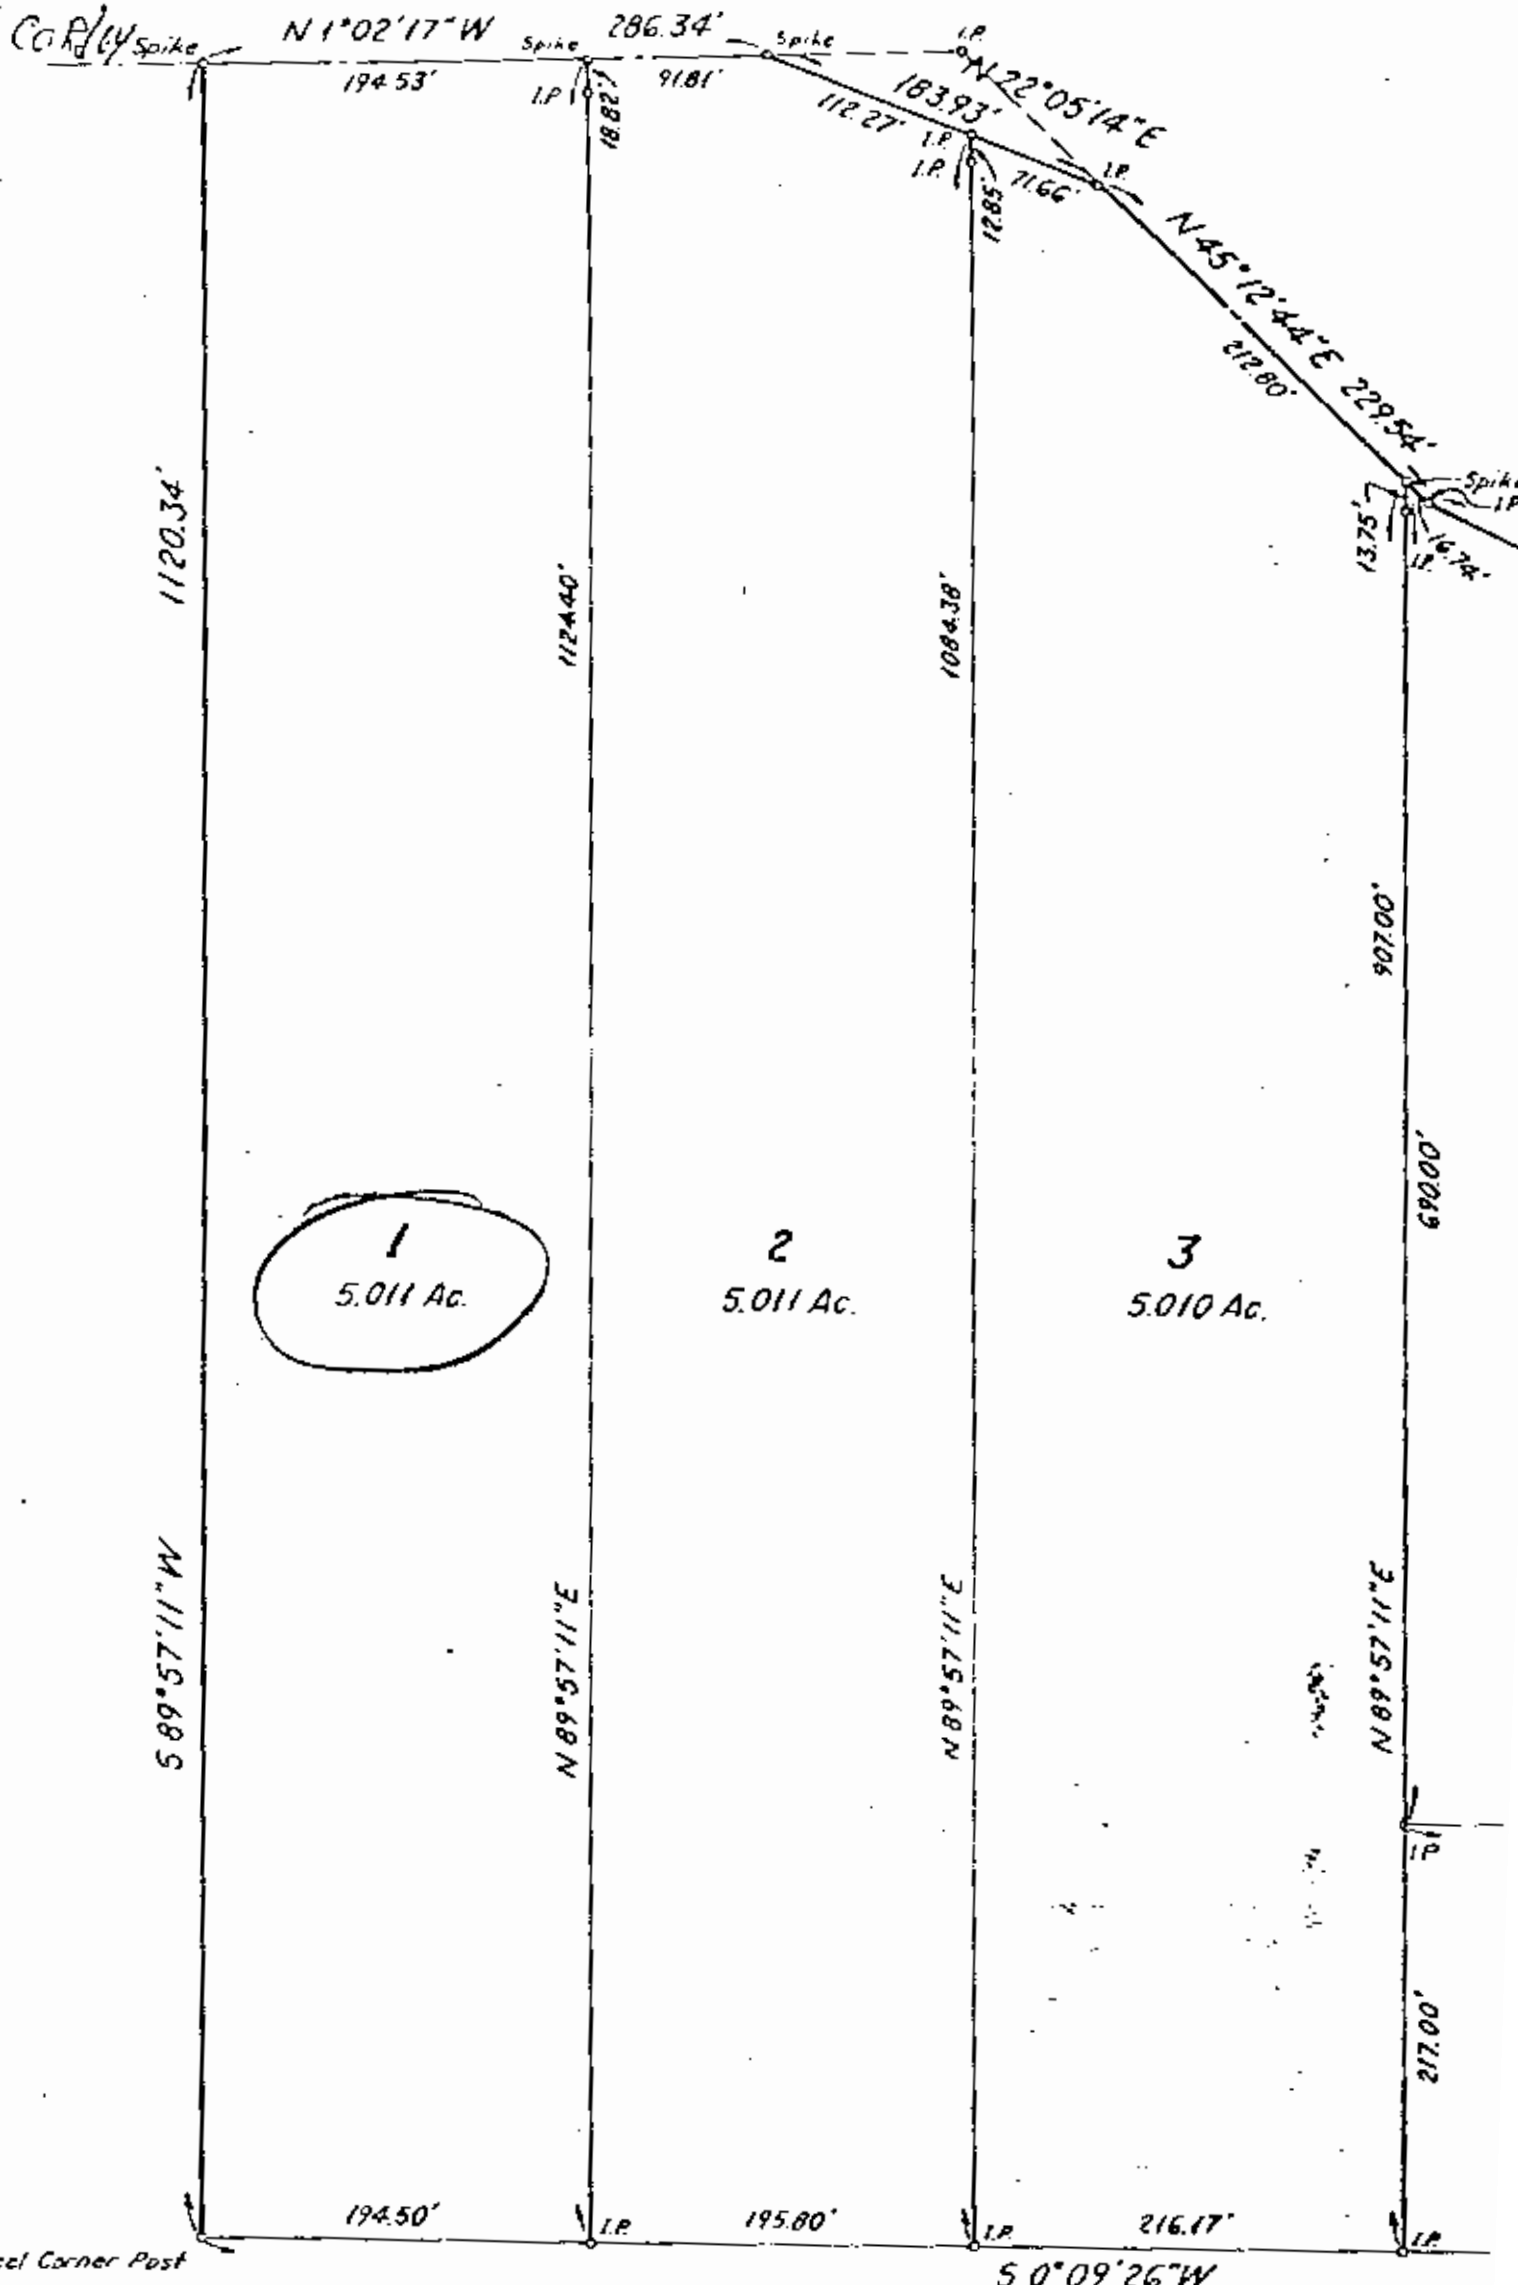 Co Rd 64
Spike
N 1°02'17"W
286.34'
Spike
Spike
I.P.
194.53'
91.81'
I.P.
18.82'
N 22°05'14"E
183.93'
112.27'
I.P.
I.P.
71.66'
I.P.
12.85'
N 45°12'44"E 229.54'
212.80'
Spike
I.P.
13.75'
I.P.
16.74'
1120.34'
1124.40'
1084.38'
907.00'
690.00'
1
5.011 Ac.
2
5.011 Ac.
3
5.010 Ac.
S 89°57'11"W
N 89°57'11"E
N 89°57'11"E
N 89°57'11"E
I.P.
217.00'
194.50'
I.P.
195.80'
I.P.
216.17'
I.P.
S 0°09'26"W
Corner Post